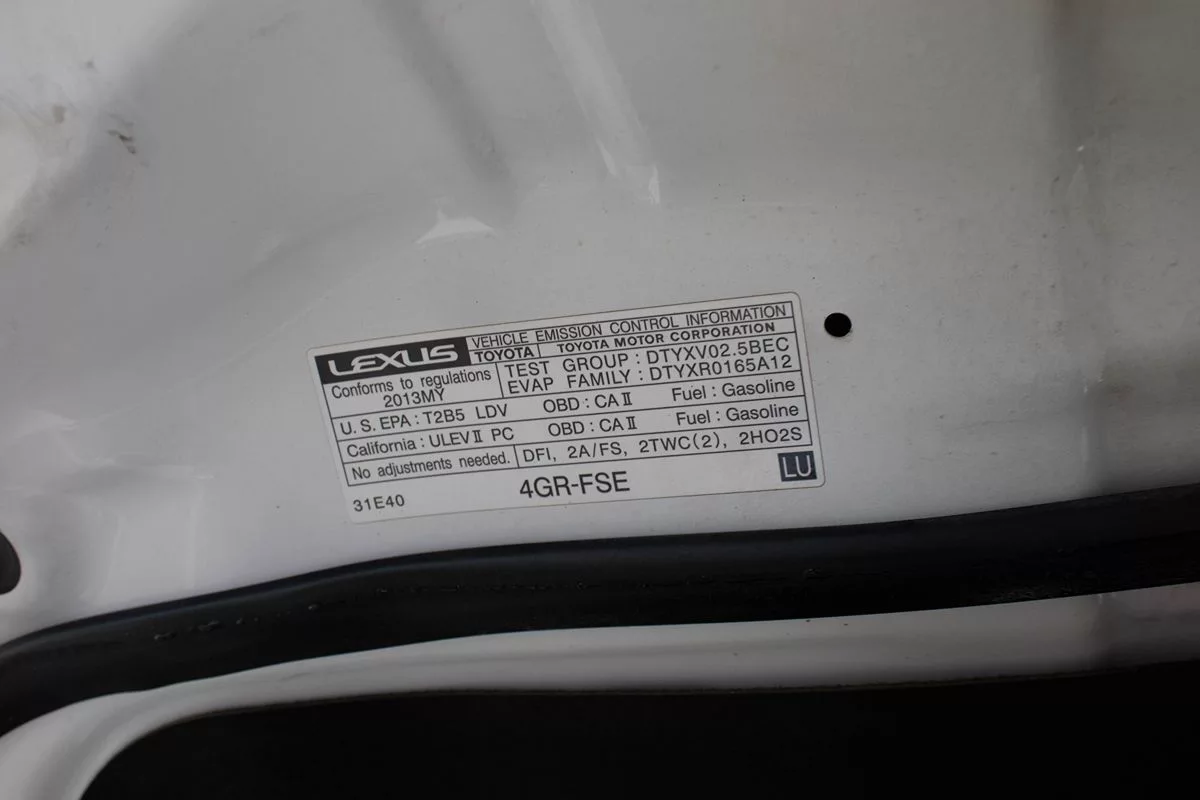 LEXUS VEHICLE EMISSION CONTROL INFORMATION
TOYOTA TOYOTA MOTOR CORPORATION
Conforms to regulations
2013MY
TEST GROUP : DTYXV02.5BEC
EVAP FAMILY : DTYXR0165A12
U.S. EPA : T2B5 LDV OBD : CA II Fuel : Gasoline
California : ULEV II PC OBD : CA II Fuel : Gasoline
No adjustments needed. DFI, 2A/FS, 2TWC(2), 2HO2S
31E40 4GR-FSE LU